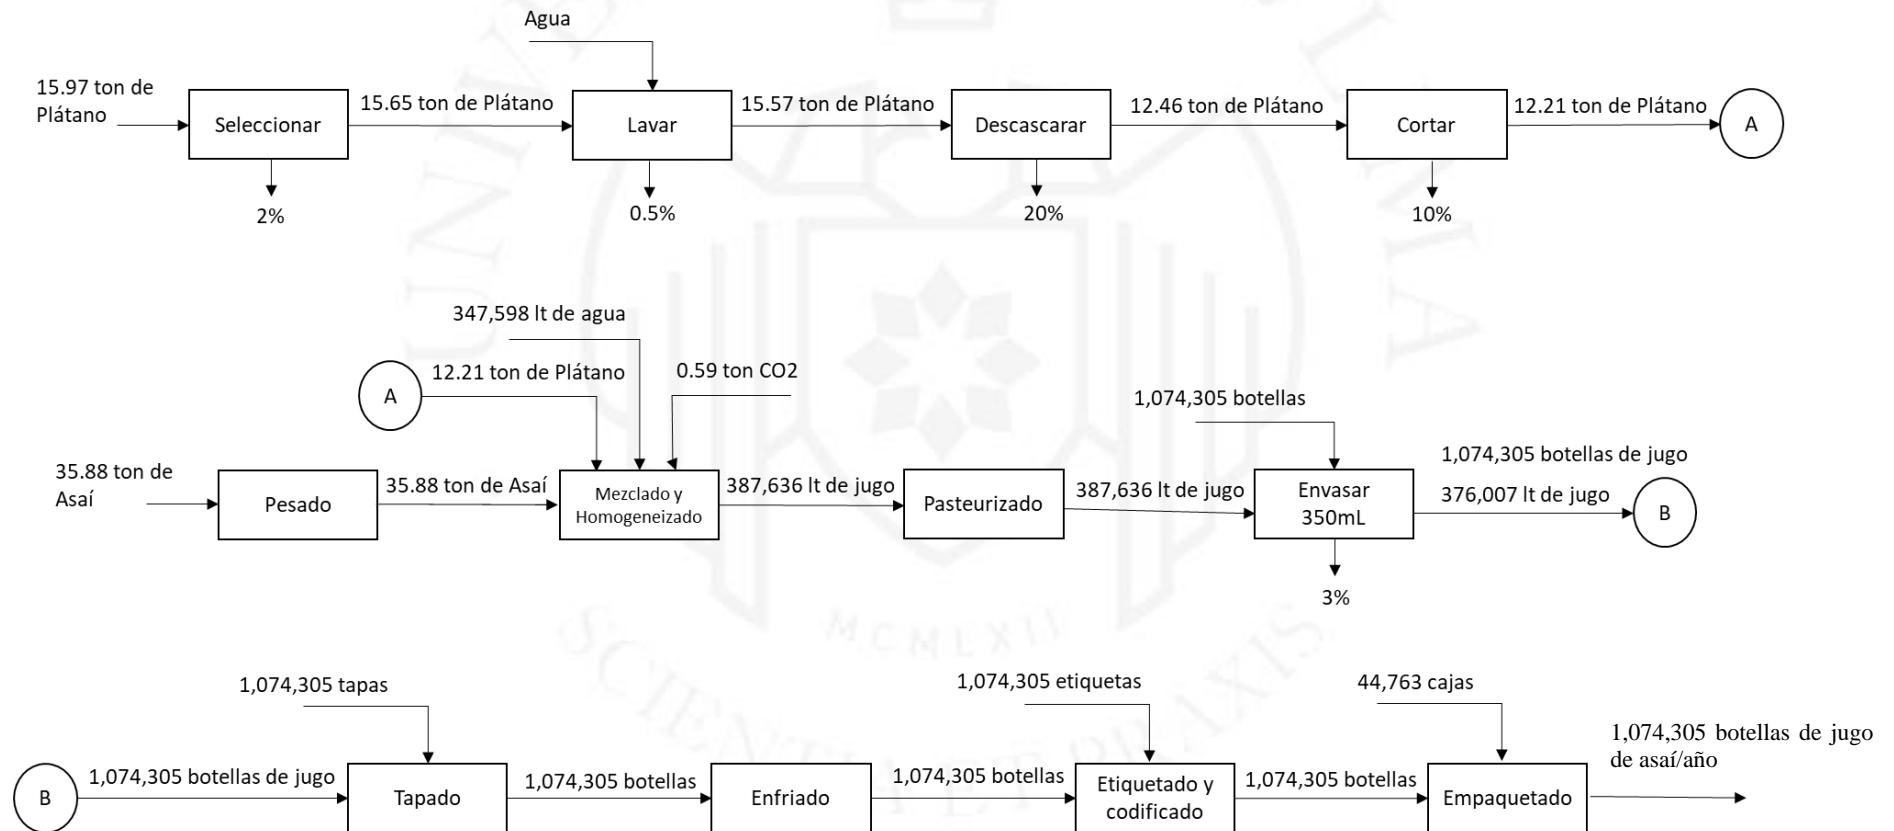 Agua
15.97 ton de
Plátano
Seleccionar
15.65 ton de Plátano
Lavar
15.57 ton de Plátano
Descascarar
12.46 ton de Plátano
Cortar
12.21 ton de Plátano
A
2%
0.5%
20%
10%
347,598 lt de agua
A
12.21 ton de Plátano
0.59 ton CO2
1,074,305 botellas
35.88 ton de
Asaí
Pesado
35.88 ton de Asaí
Mezclado y
Homogeneizado
387,636 lt de jugo
Pasteurizado
387,636 lt de jugo
Envasar
350mL
1,074,305 botellas de jugo
376,007 lt de jugo
B
3%
MCMLXII
SCIENTIA ET PRAXIS
1,074,305 tapas
1,074,305 etiquetas
44,763 cajas
B
1,074,305 botellas de jugo
Tapado
1,074,305 botellas
Enfriado
1,074,305 botellas
Etiquetado y
codificado
1,074,305 botellas
Empaquetado
1,074,305 botellas de jugo
de asaí/año